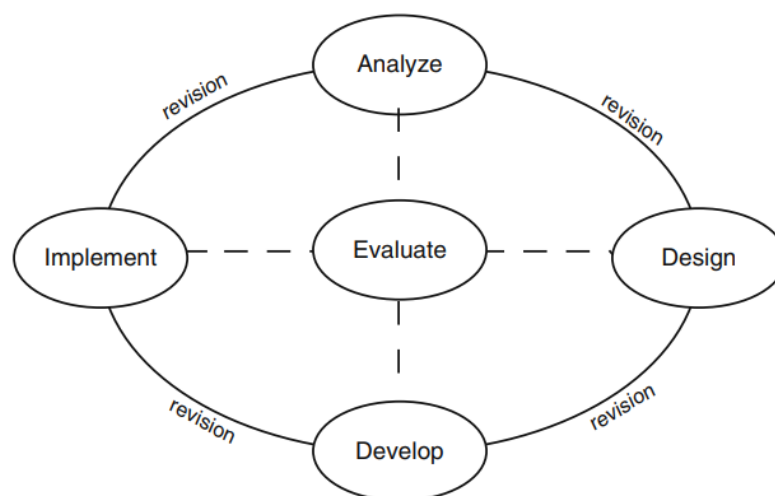 Analyze
revision
revision
Implement
Evaluate
Design
revision
revision
Develop